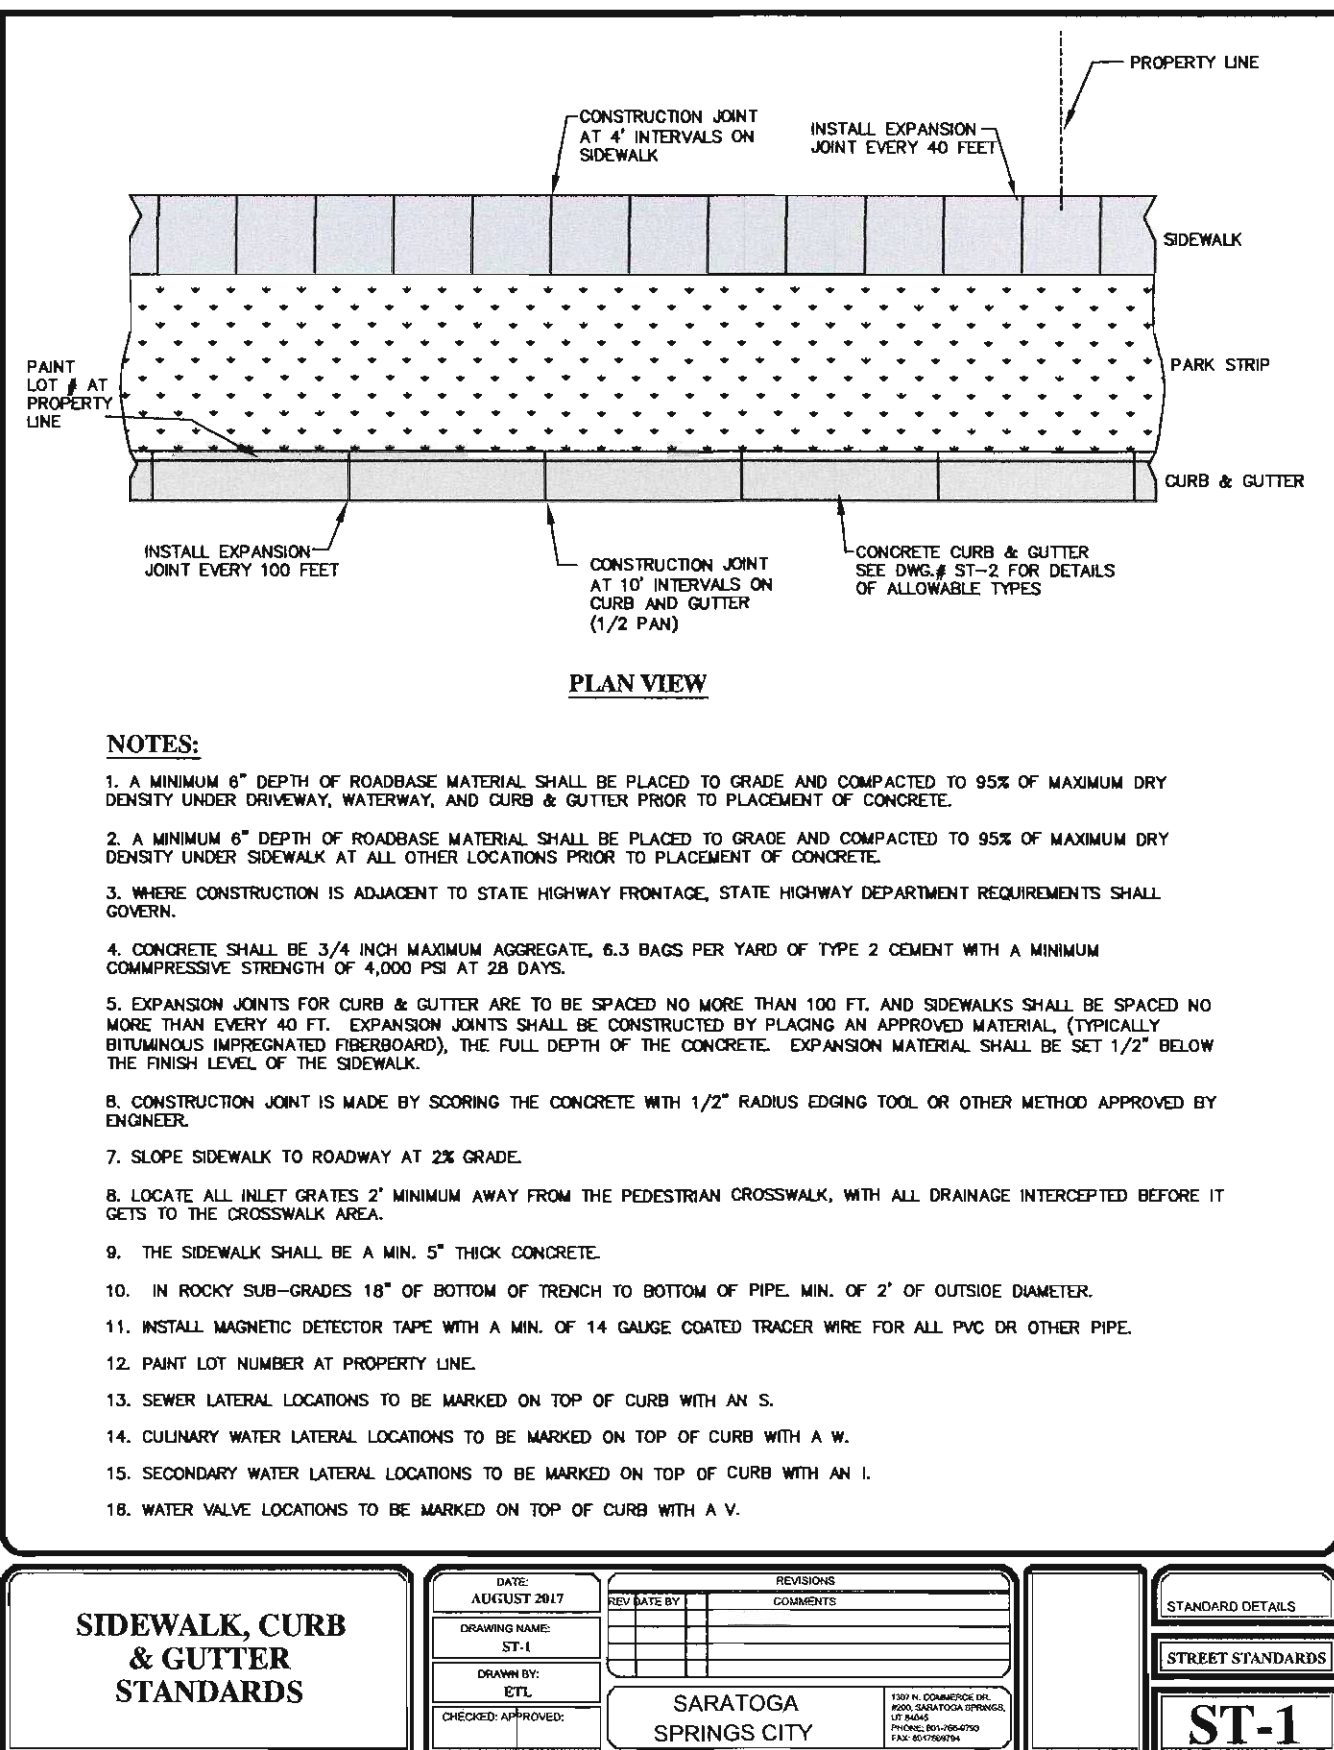 PROPERTY LINE
CONSTRUCTION JOINT
AT 4' INTERVALS ON
SIDEWALK
INSTALL EXPANSION
JOINT EVERY 40 FEET
SIDEWALK
PAINT
LOT # AT
PROPERTY
LINE
PARK STRIP
CURB & GUTTER
INSTALL EXPANSION
JOINT EVERY 100 FEET
CONSTRUCTION JOINT
AT 10' INTERVALS ON
CURB AND GUTTER
(1/2 PAN)
CONCRETE CURB & GUTTER
SEE DWG.# ST-2 FOR DETAILS
OF ALLOWABLE TYPES
PLAN VIEW
NOTES:
1. A MINIMUM 6" DEPTH OF ROADBASE MATERIAL SHALL BE PLACED TO GRADE AND COMPACTED TO 95% OF MAXIMUM DRY
DENSITY UNDER DRIVEWAY, WATERWAY, AND CURB & GUTTER PRIOR TO PLACEMENT OF CONCRETE.
2. A MINIMUM 6" DEPTH OF ROADBASE MATERIAL SHALL BE PLACED TO GRADE AND COMPACTED TO 95% OF MAXIMUM DRY
DENSITY UNDER SIDEWALK AT ALL OTHER LOCATIONS PRIOR TO PLACEMENT OF CONCRETE.
3. WHERE CONSTRUCTION IS ADJACENT TO STATE HIGHWAY FRONTAGE, STATE HIGHWAY DEPARTMENT REQUIREMENTS SHALL
GOVERN.
4. CONCRETE SHALL BE 3/4 INCH MAXIMUM AGGREGATE, 6.3 BAGS PER YARD OF TYPE 2 CEMENT WITH A MINIMUM
COMMPRESSIVE STRENGTH OF 4,000 PSI AT 28 DAYS.
5. EXPANSION JOINTS FOR CURB & GUTTER ARE TO BE SPACED NO MORE THAN 100 FT. AND SIDEWALKS SHALL BE SPACED NO
MORE THAN EVERY 40 FT. EXPANSION JOINTS SHALL BE CONSTRUCTED BY PLACING AN APPROVED MATERIAL, (TYPICALLY
BITUMINOUS IMPREGNATED FIBERBOARD), THE FULL DEPTH OF THE CONCRETE. EXPANSION MATERIAL SHALL BE SET 1/2" BELOW
THE FINISH LEVEL OF THE SIDEWALK.
6. CONSTRUCTION JOINT IS MADE BY SCORING THE CONCRETE WITH 1/2" RADIUS EDGING TOOL OR OTHER METHOD APPROVED BY
ENGINEER.
7. SLOPE SIDEWALK TO ROADWAY AT 2% GRADE.
8. LOCATE ALL INLET GRATES 2' MINIMUM AWAY FROM THE PEDESTRIAN CROSSWALK, WITH ALL DRAINAGE INTERCEPTED BEFORE IT
GETS TO THE CROSSWALK AREA.
9. THE SIDEWALK SHALL BE A MIN. 5" THICK CONCRETE.
10. IN ROCKY SUB-GRADES 18" OF BOTTOM OF TRENCH TO BOTTOM OF PIPE. MIN. OF 2' OF OUTSIDE DIAMETER.
11. INSTALL MAGNETIC DETECTOR TAPE WITH A MIN. OF 14 GAUGE COATED TRACER WIRE FOR ALL PVC OR OTHER PIPE.
12. PAINT LOT NUMBER AT PROPERTY LINE.
13. SEWER LATERAL LOCATIONS TO BE MARKED ON TOP OF CURB WITH AN S.
14. CULINARY WATER LATERAL LOCATIONS TO BE MARKED ON TOP OF CURB WITH A W.
15. SECONDARY WATER LATERAL LOCATIONS TO BE MARKED ON TOP OF CURB WITH AN I.
16. WATER VALVE LOCATIONS TO BE MARKED ON TOP OF CURB WITH A V.
SIDEWALK, CURB
& GUTTER
STANDARDS
DATE:
AUGUST 2017
DRAWING NAME:
ST-1
DRAWN BY:
ETL
CHECKED: APPROVED:
REVISIONS
REV DATE BY COMMENTS
SARATOGA
SPRINGS CITY
1307 N. COMMERCE DR.
#200, SARATOGA SPRINGS,
UT 84045
PHONE: 801-766-9793
FAX: 8017669794
STANDARD DETAILS
STREET STANDARDS
ST-1